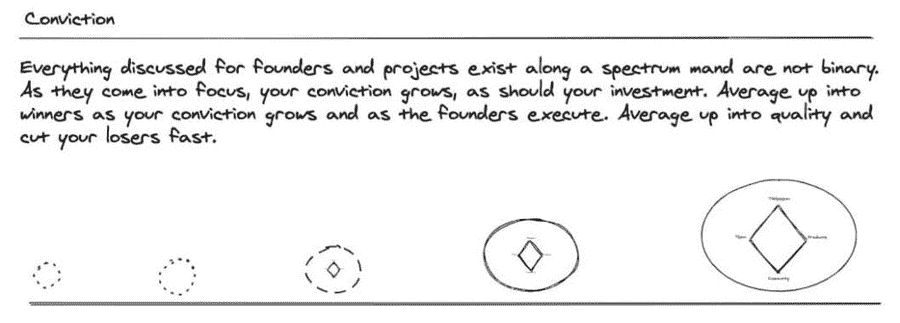 Conviction
Everything discussed for founders and projects exist along a spectrum mand are not binary.
As they come into focus, your conviction grows, as should your investment. Average up into
winners as your conviction grows and as the founders execute. Average up into quality and
cut your losers fast.
Team
Products
Community